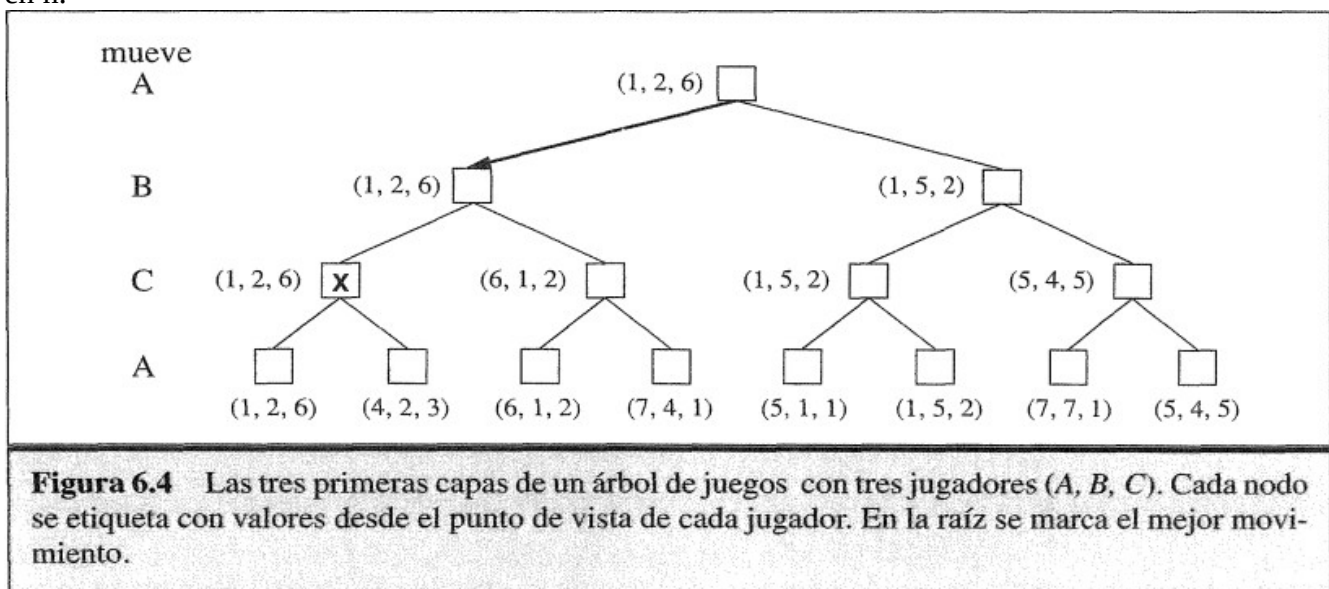 en n.
mueve
A (1, 2, 6)
B (1, 2, 6) (1, 5, 2)
C (1, 2, 6) X (6, 1, 2) (1, 5, 2) (5, 4, 5)
A
(1, 2, 6) (4, 2, 3) (6, 1, 2) (7, 4, 1) (5, 1, 1) (1, 5, 2) (7, 7, 1) (5, 4, 5)
Figura 6.4 Las tres primeras capas de un árbol de juegos con tres jugadores (A, B, C). Cada nodo
se etiqueta con valores desde el punto de vista de cada jugador. En la raíz se marca el mejor movi-
miento.